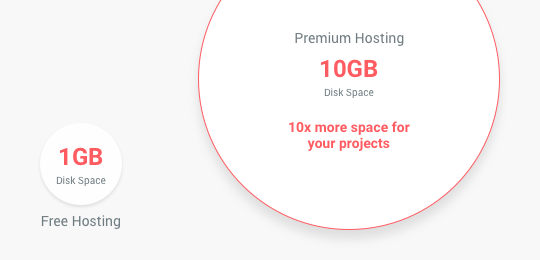 Premium Hosting
10GB
Disk Space
10x more space for
your projects
1GB
Disk Space
Free Hosting